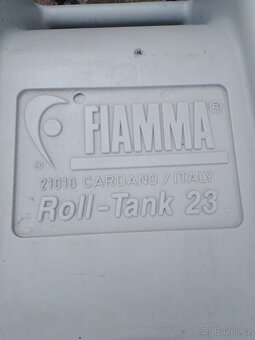 FIAMMA®
®
21010 CARDANO / ITALY
Roll-Tank 23